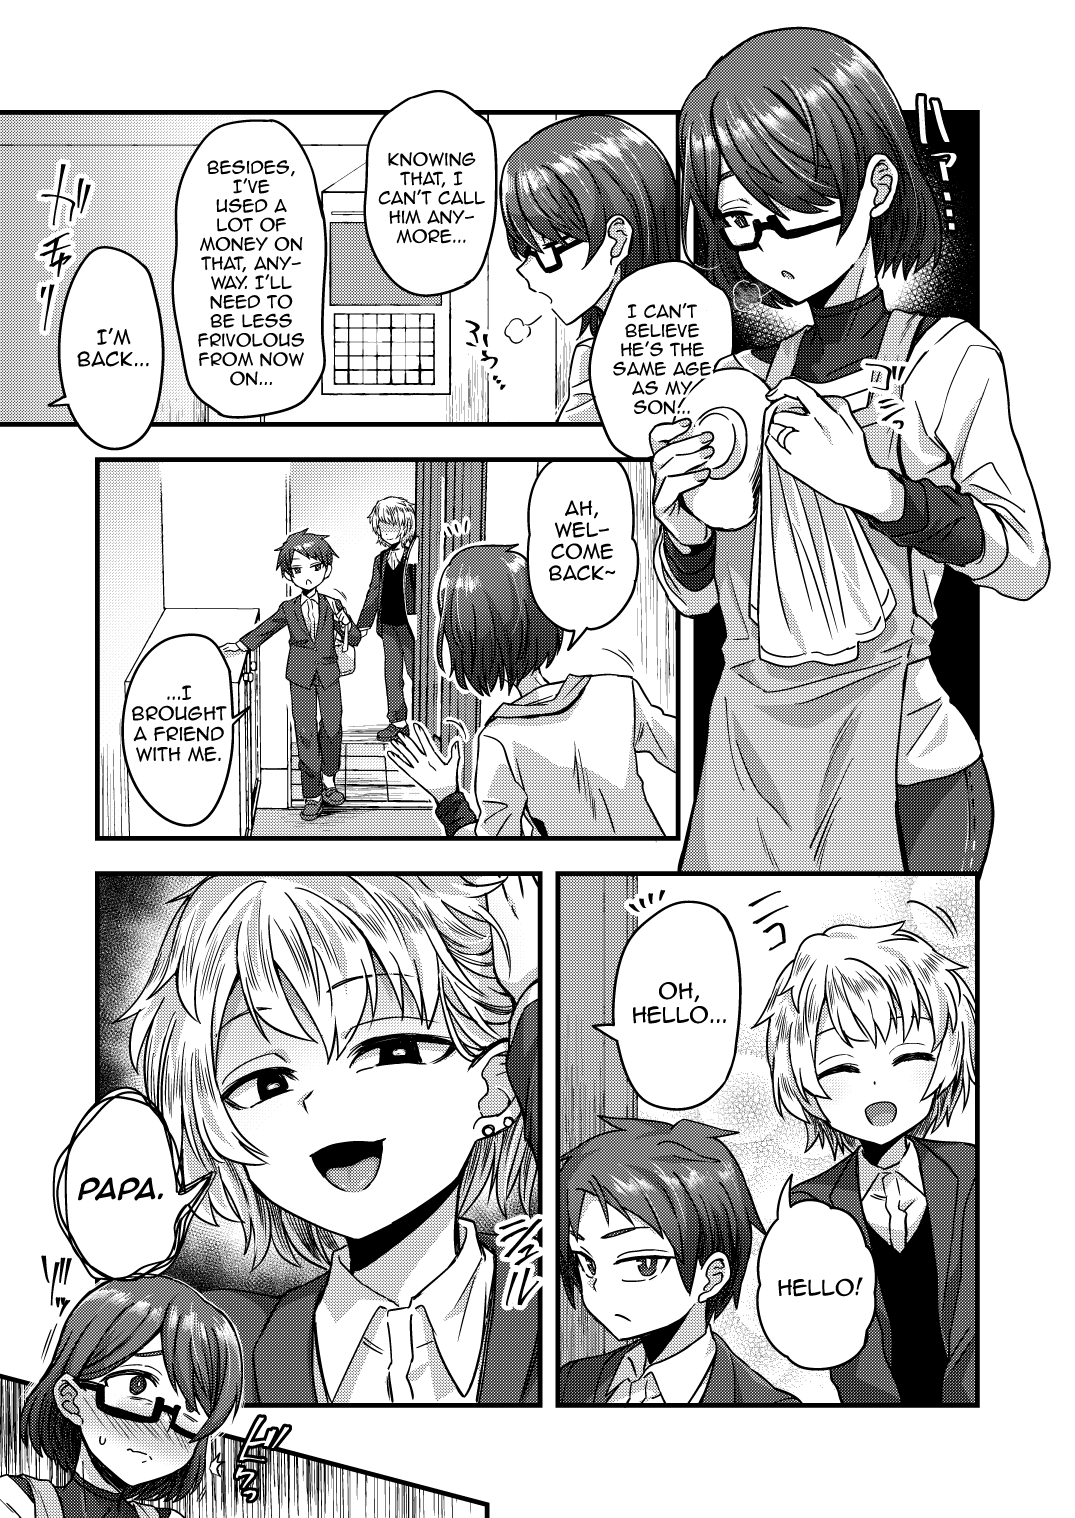 ハァ…
I CAN'T
BELIEVE
HE'S THE
SAME AGE
AS MY
SON!..
KNOWING
THAT, I
CAN'T CALL
HIM ANY-
MORE...
BESIDES,
I'VE
USED A
LOT OF
MONEY ON
THAT, ANY-
WAY. I'LL
NEED TO
BE LESS
FRIVOLOUS
FROM NOW
ON...
ガチャリ
I'M
BACK...
AH,
WEL-
COME
BACK~
...I
BROUGHT
A FRIEND
WITH ME.
OH,
HELLO...
ニコ
HELLO!
PAPA.